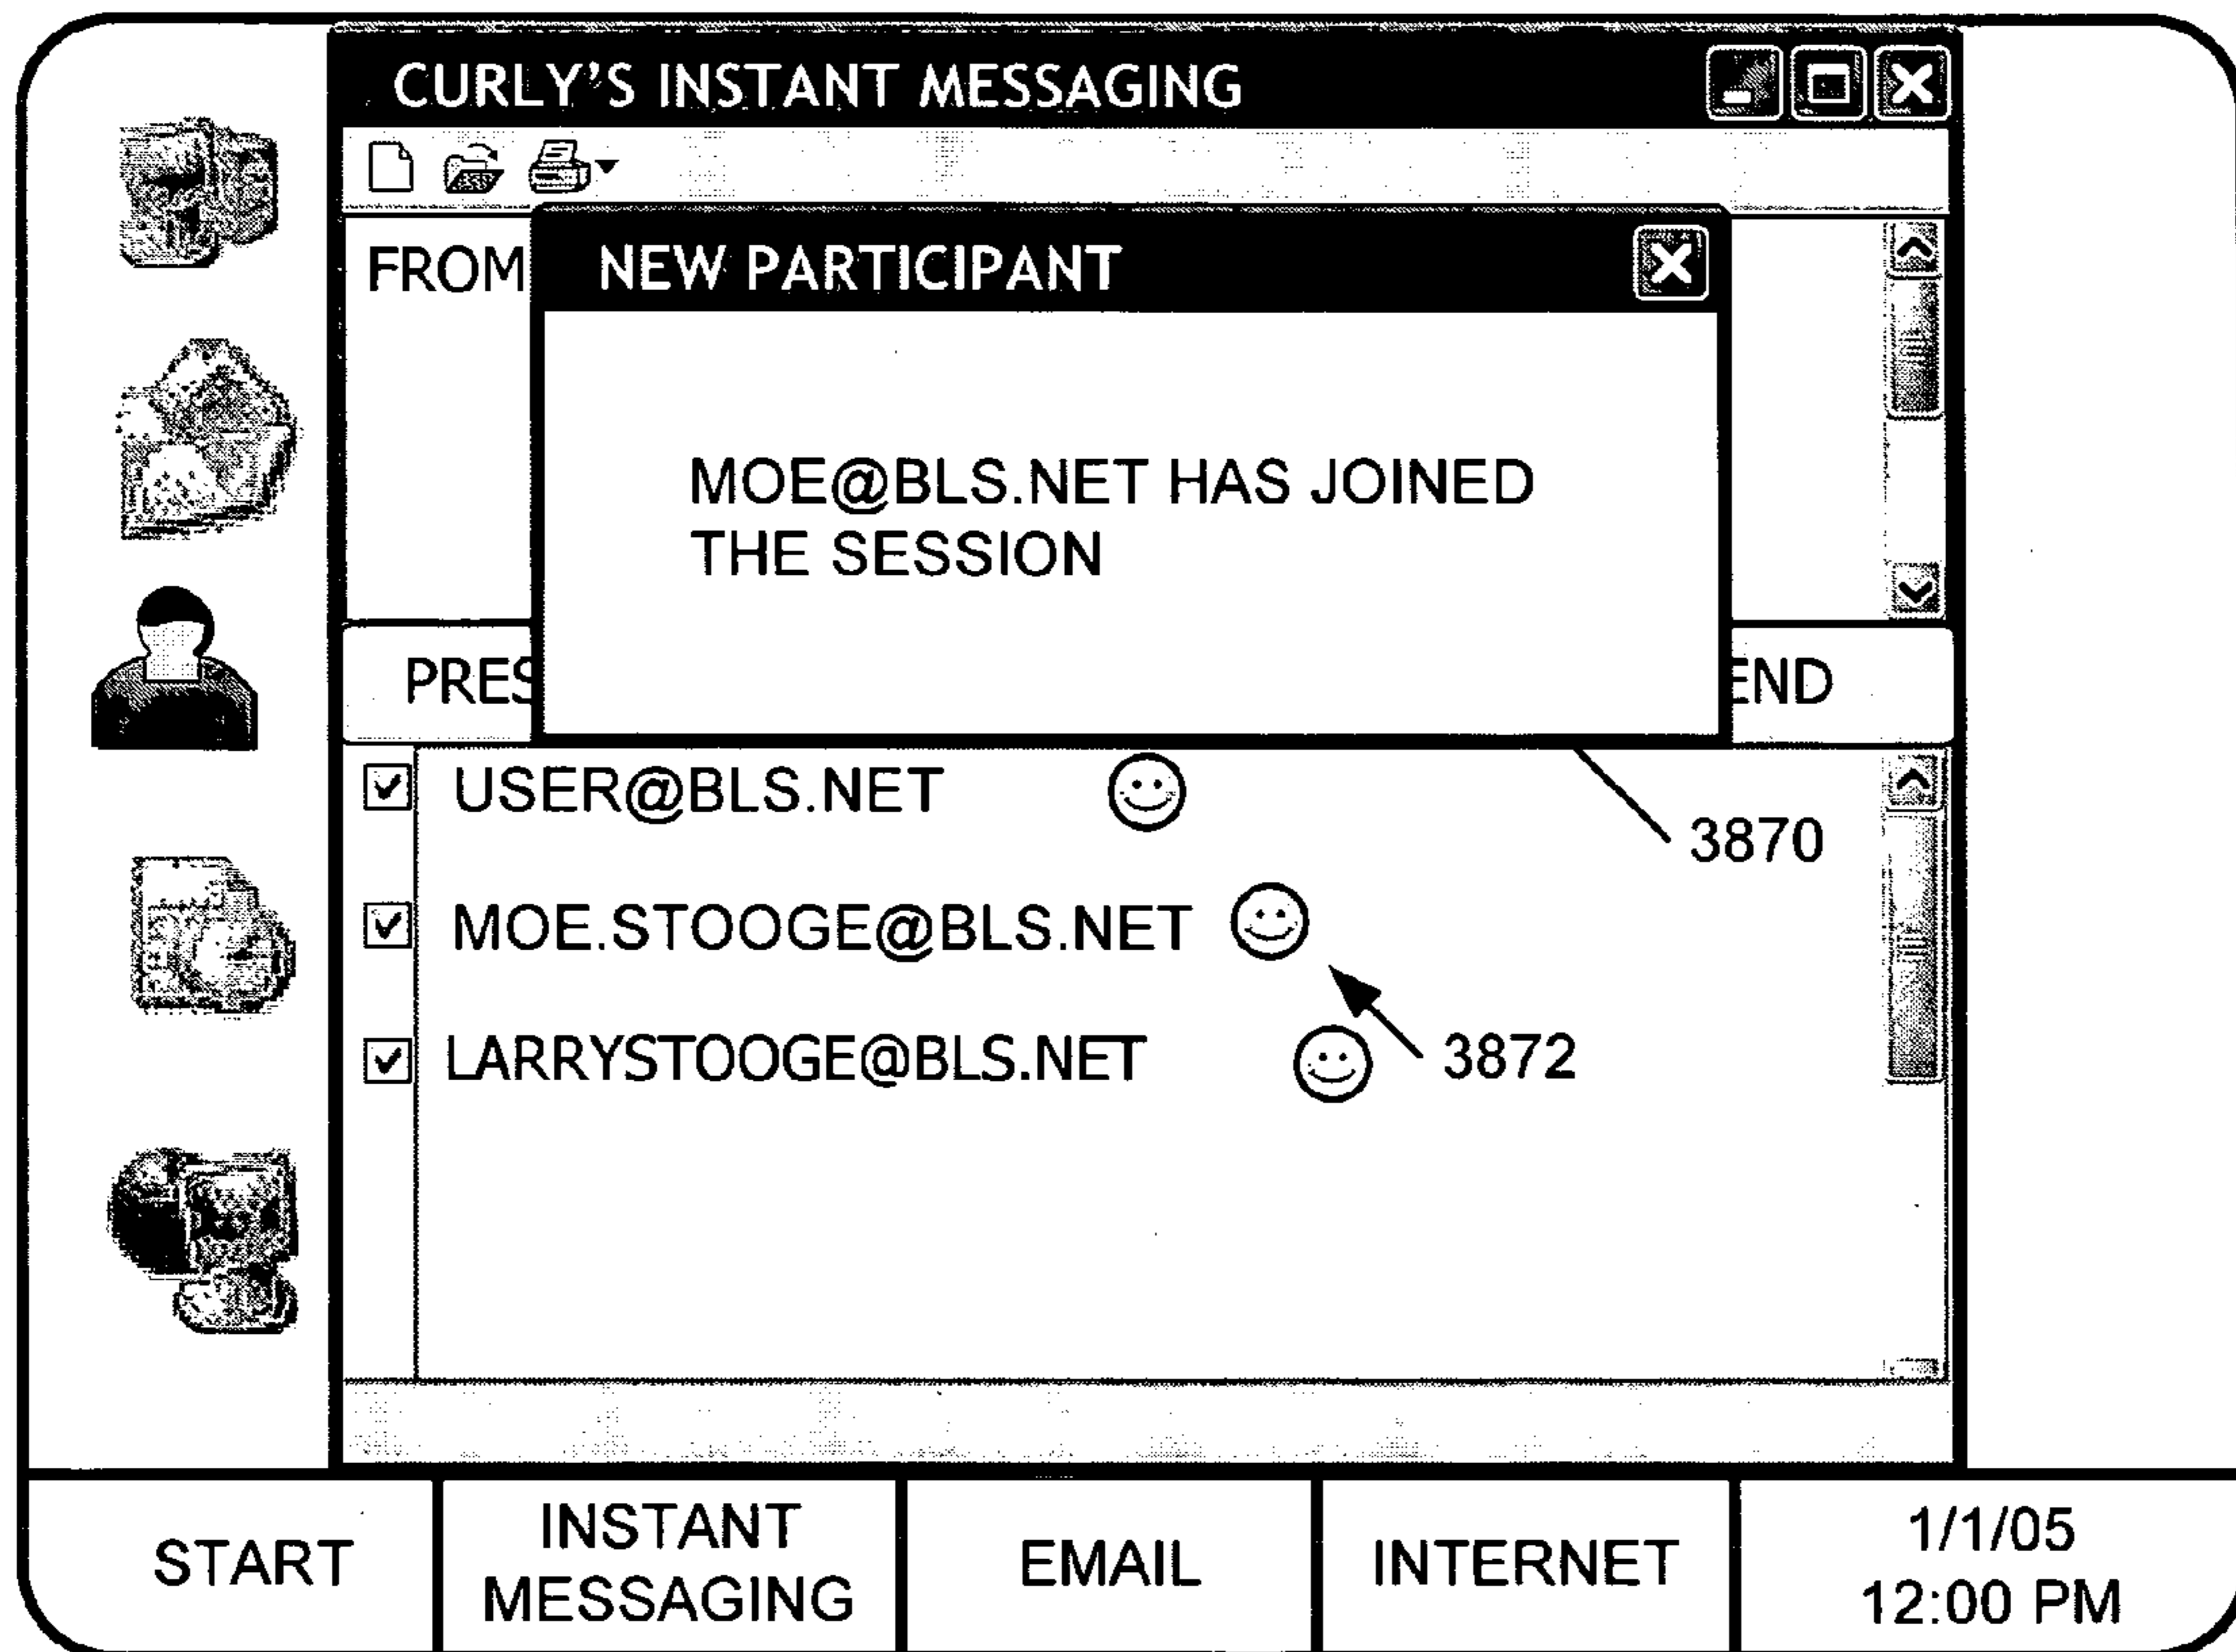 CURLY'S INSTANT MESSAGING
FROM
NEW PARTICIPANT
MOE@BLS.NET HAS JOINED
THE SESSION
PRES
END
USER@BLS.NET
3870
MOE.STOOGE@BLS.NET
LARRYSTOOGE@BLS.NET
3872
START
INSTANT
MESSAGING
EMAIL
INTERNET
1/1/05
12:00 PM